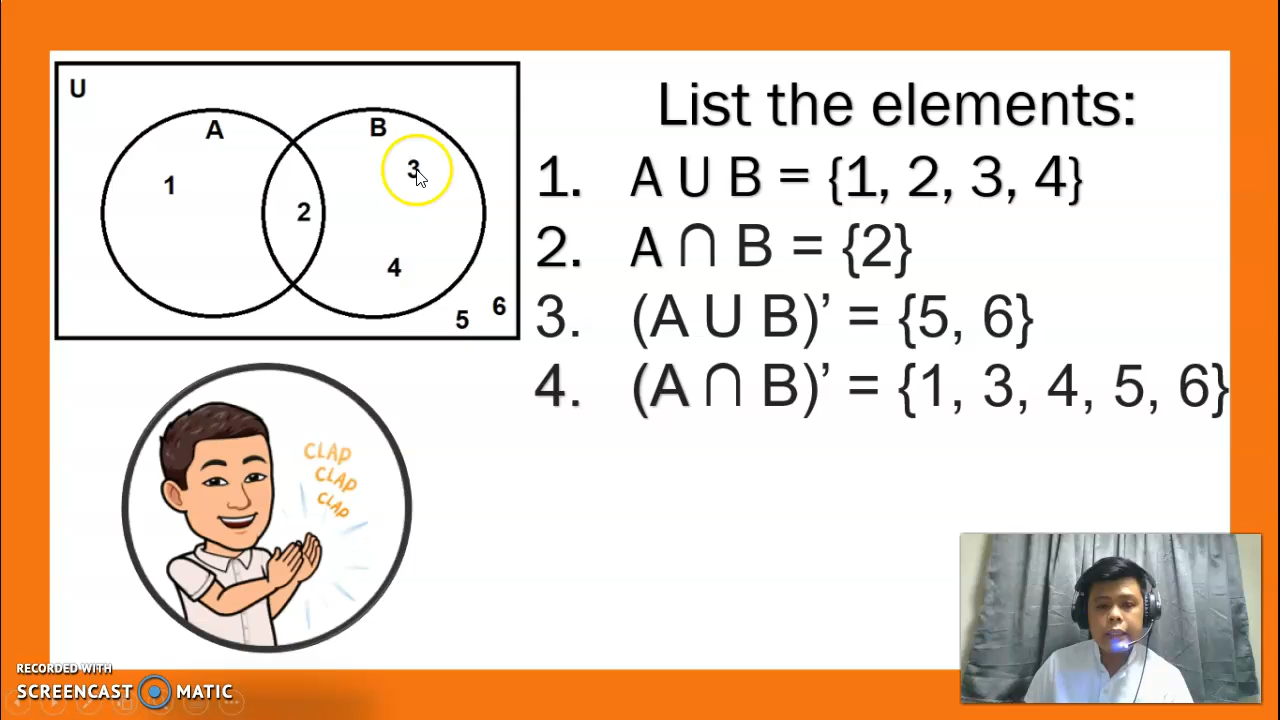 U
A
B
1
2
3
4
5
6
List the elements:
1. A U B = {1, 2, 3, 4}
2. A ∩ B = {2}
3. (A U B)’ = {5, 6}
4. (A ∩ B)’ = {1, 3, 4, 5, 6}
CLAP
CLAP
CLAP
RECORDED WITH
SCREENCAST MATIC